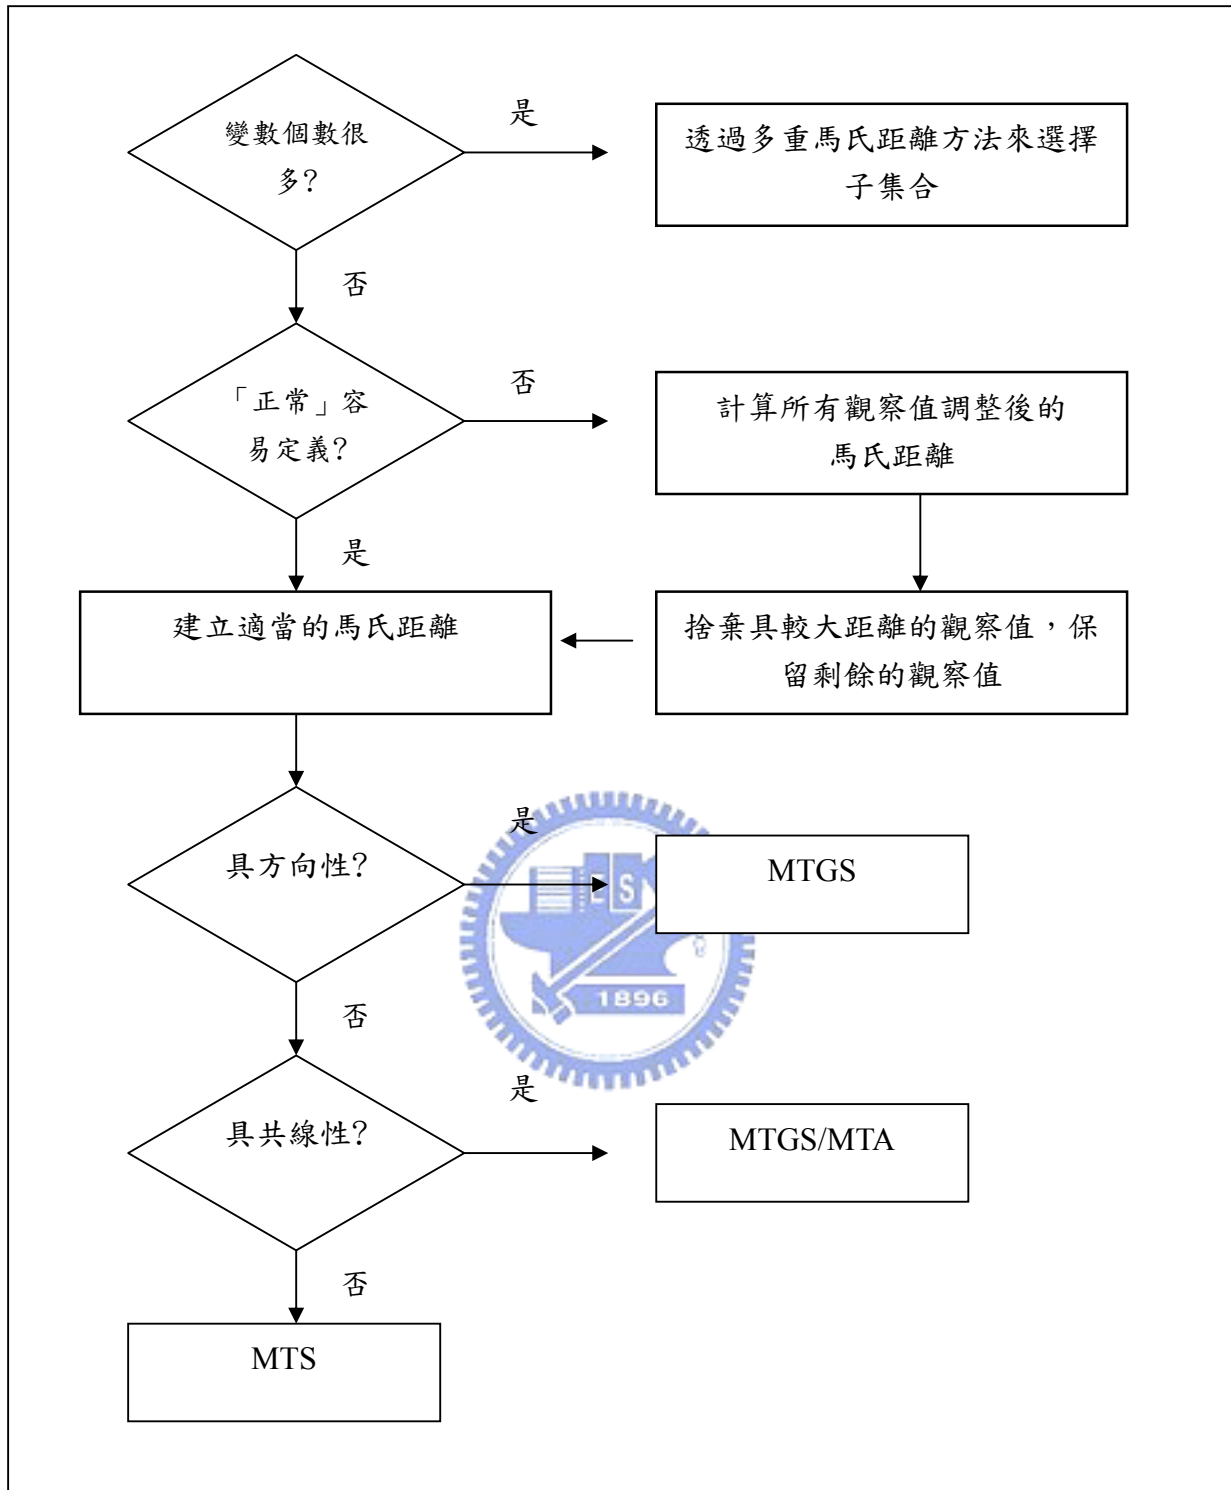 變數個數很
多?
是
透過多重馬氏距離方法來選擇
子集合
否
「正常」容
易定義?
否
計算所有觀察值調整後的
馬氏距離
是
建立適當的馬氏距離
捨棄具較大距離的觀察值，保
留剩餘的觀察值
具方向性?
是
MTGS
ES
1896
否
具共線性?
是
MTGS/MTA
否
MTS